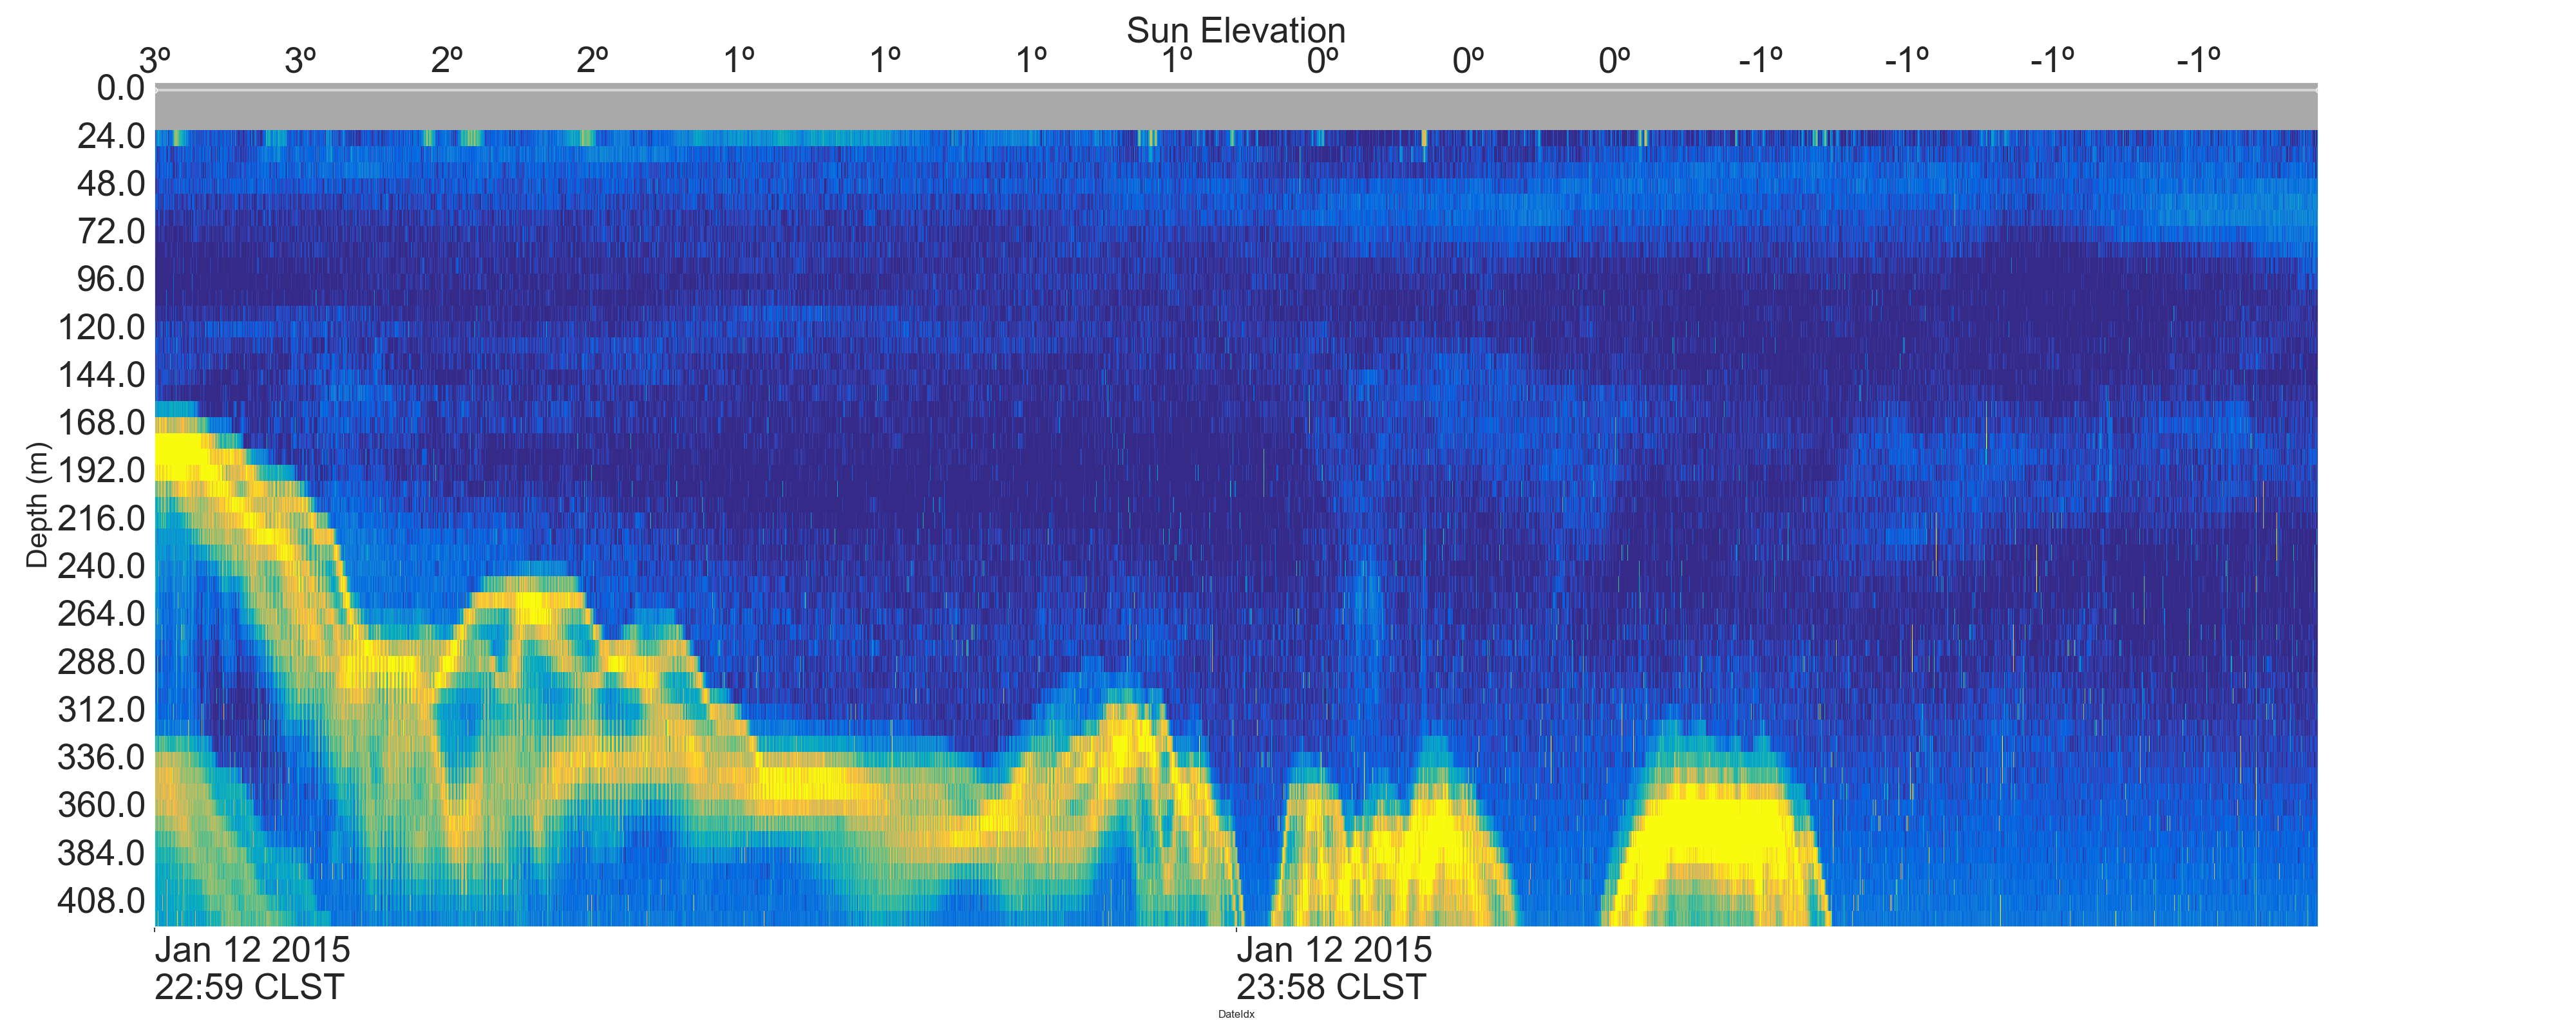 Sun Elevation
3º 3º 2º 2º 1º 1º 1º 1º 0º 0º 0º -1º -1º -1º -1º
0.0
24.0
48.0
72.0
96.0
120.0
144.0
168.0
192.0
216.0
240.0
264.0
288.0
312.0
336.0
360.0
384.0
408.0
Depth (m)
Jan 12 2015
22:59 CLST
Jan 12 2015
23:58 CLST
DateIdx